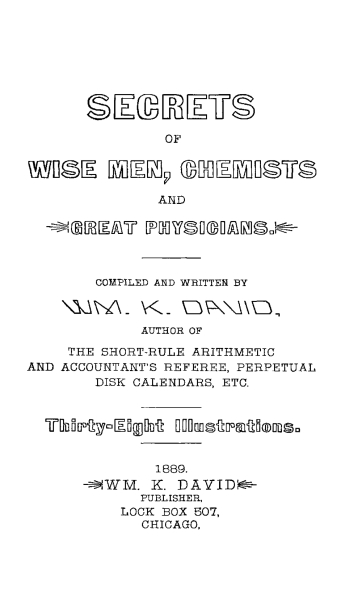 SECRETS
OF
WISE MEN, CHEMISTS
AND
GREAT PHYSICIANS.
COMPILED AND WRITTEN BY
WM. K. DAVID,
AUTHOR OF
THE SHORT-RULE ARITHMETIC
AND ACCOUNTANT'S REFEREE, PERPETUAL
DISK CALENDARS, ETC.
Thirty-Eight Illustrations.
1889.
WM. K. DAVID
PUBLISHER,
LOCK BOX 507,
CHICAGO,